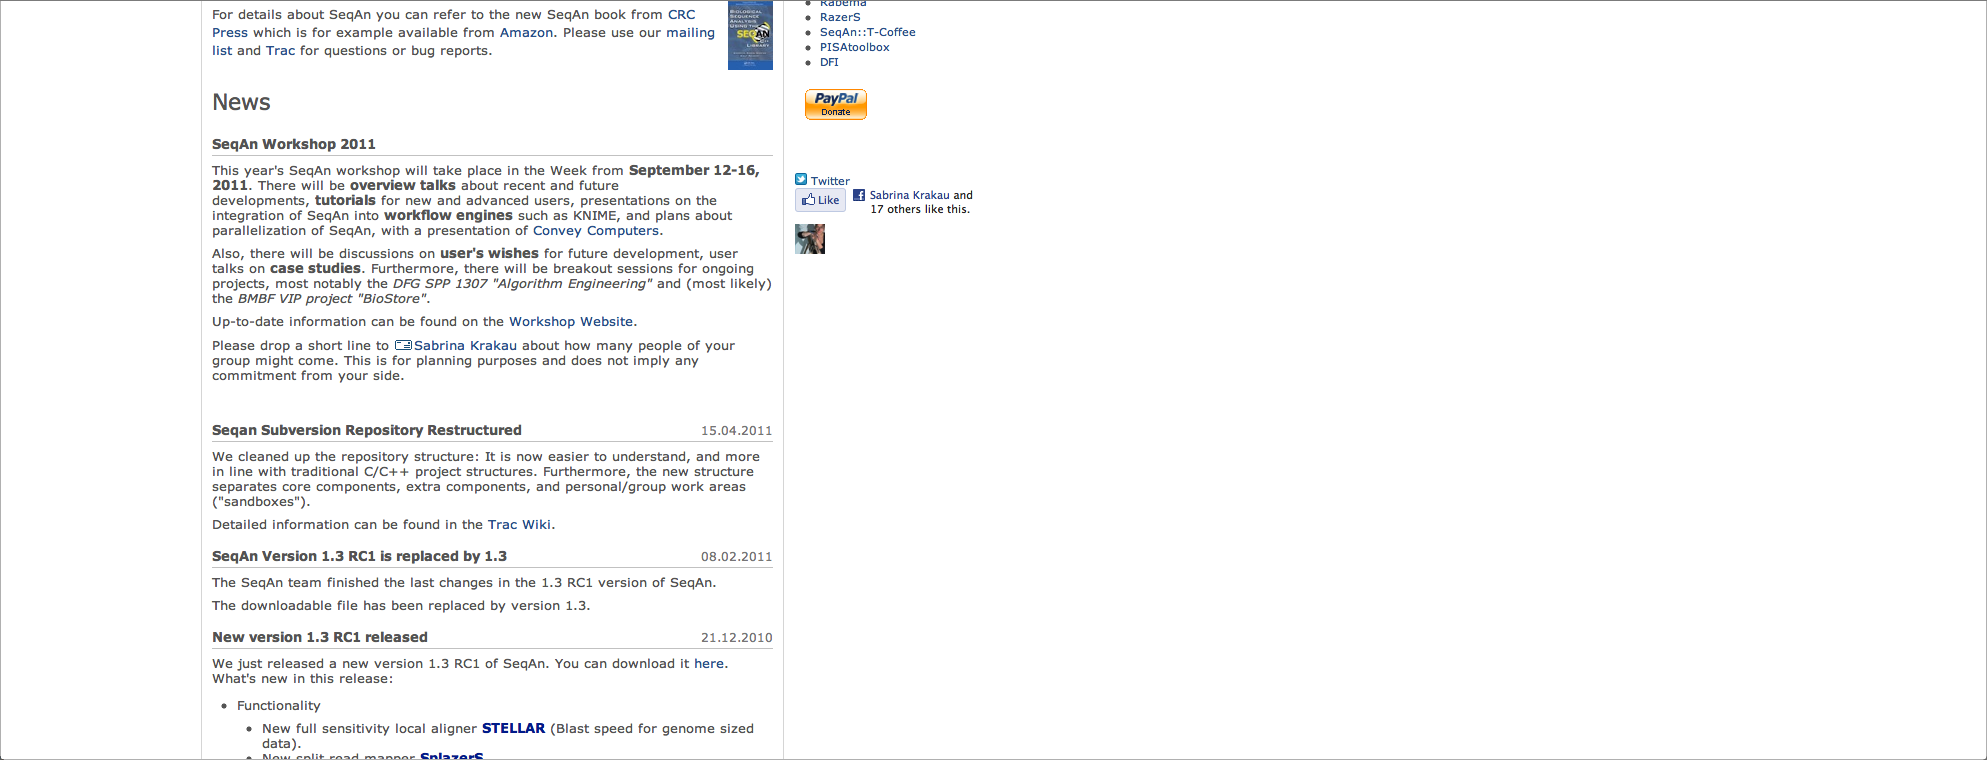 For details about SeqAn you can refer to the new SeqAn book from CRC
Press which is for example available from Amazon. Please use our mailing
list and Trac for questions or bug reports.
BIOLOGICAL
SEQUENCE
ANALYSIS
USING THE
SEQAN
LIBRARY
News
SeqAn Workshop 2011
This year's SeqAn workshop will take place in the Week from September 12-16,
2011. There will be overview talks about recent and future
developments, tutorials for new and advanced users, presentations on the
integration of SeqAn into workflow engines such as KNIME, and plans about
parallelization of SeqAn, with a presentation of Convey Computers.
Also, there will be discussions on user's wishes for future development, user
talks on case studies. Furthermore, there will be breakout sessions for ongoing
projects, most notably the DFG SPP 1307 "Algorithm Engineering" and (most likely)
the BMBF VIP project "BioStore".
Up-to-date information can be found on the Workshop Website.
Please drop a short line to Sabrina Krakau about how many people of your
group might come. This is for planning purposes and does not imply any
commitment from your side.
Seqan Subversion Repository Restructured 15.04.2011
We cleaned up the repository structure: It is now easier to understand, and more
in line with traditional C/C++ project structures. Furthermore, the new structure
separates core components, extra components, and personal/group work areas
("sandboxes").
Detailed information can be found in the Trac Wiki.
SeqAn Version 1.3 RC1 is replaced by 1.3 08.02.2011
The SeqAn team finished the last changes in the 1.3 RC1 version of SeqAn.
The downloadable file has been replaced by version 1.3.
New version 1.3 RC1 released 21.12.2010
We just released a new version 1.3 RC1 of SeqAn. You can download it here.
What's new in this release:
• Functionality
• New full sensitivity local aligner STELLAR (Blast speed for genome sized
data).
• New split read mapper SplazerS
Rabema
• RazerS
• SeqAn::T-Coffee
• PISAtoolbox
• DFI
PayPal
Donate
Twitter
Like
Sabrina Krakau and
17 others like this.